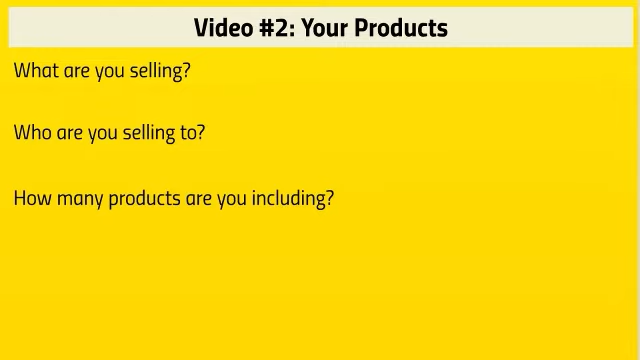 Video #2: Your Products
What are you selling?
Who are you selling to?
How many products are you including?